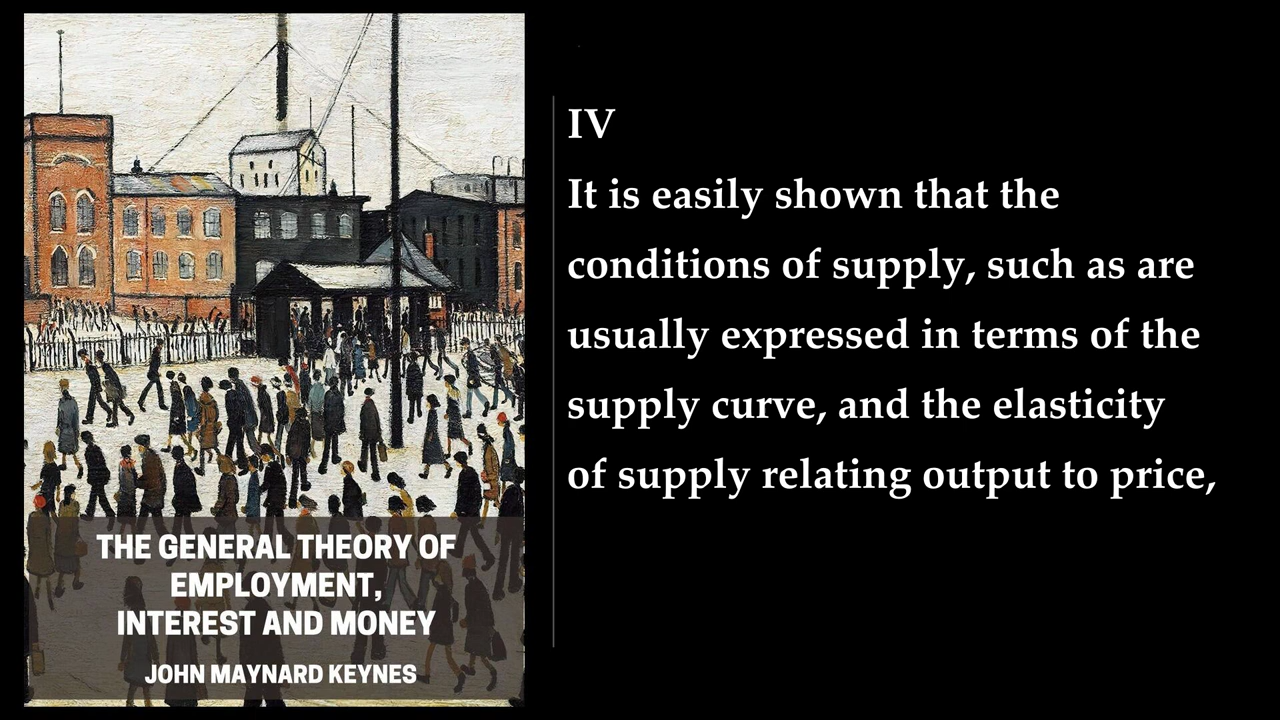 THE GENERAL THEORY OF
EMPLOYMENT,
INTEREST AND MONEY
JOHN MAYNARD KEYNES
IV
It is easily shown that the
conditions of supply, such as are
usually expressed in terms of the
supply curve, and the elasticity
of supply relating output to price,